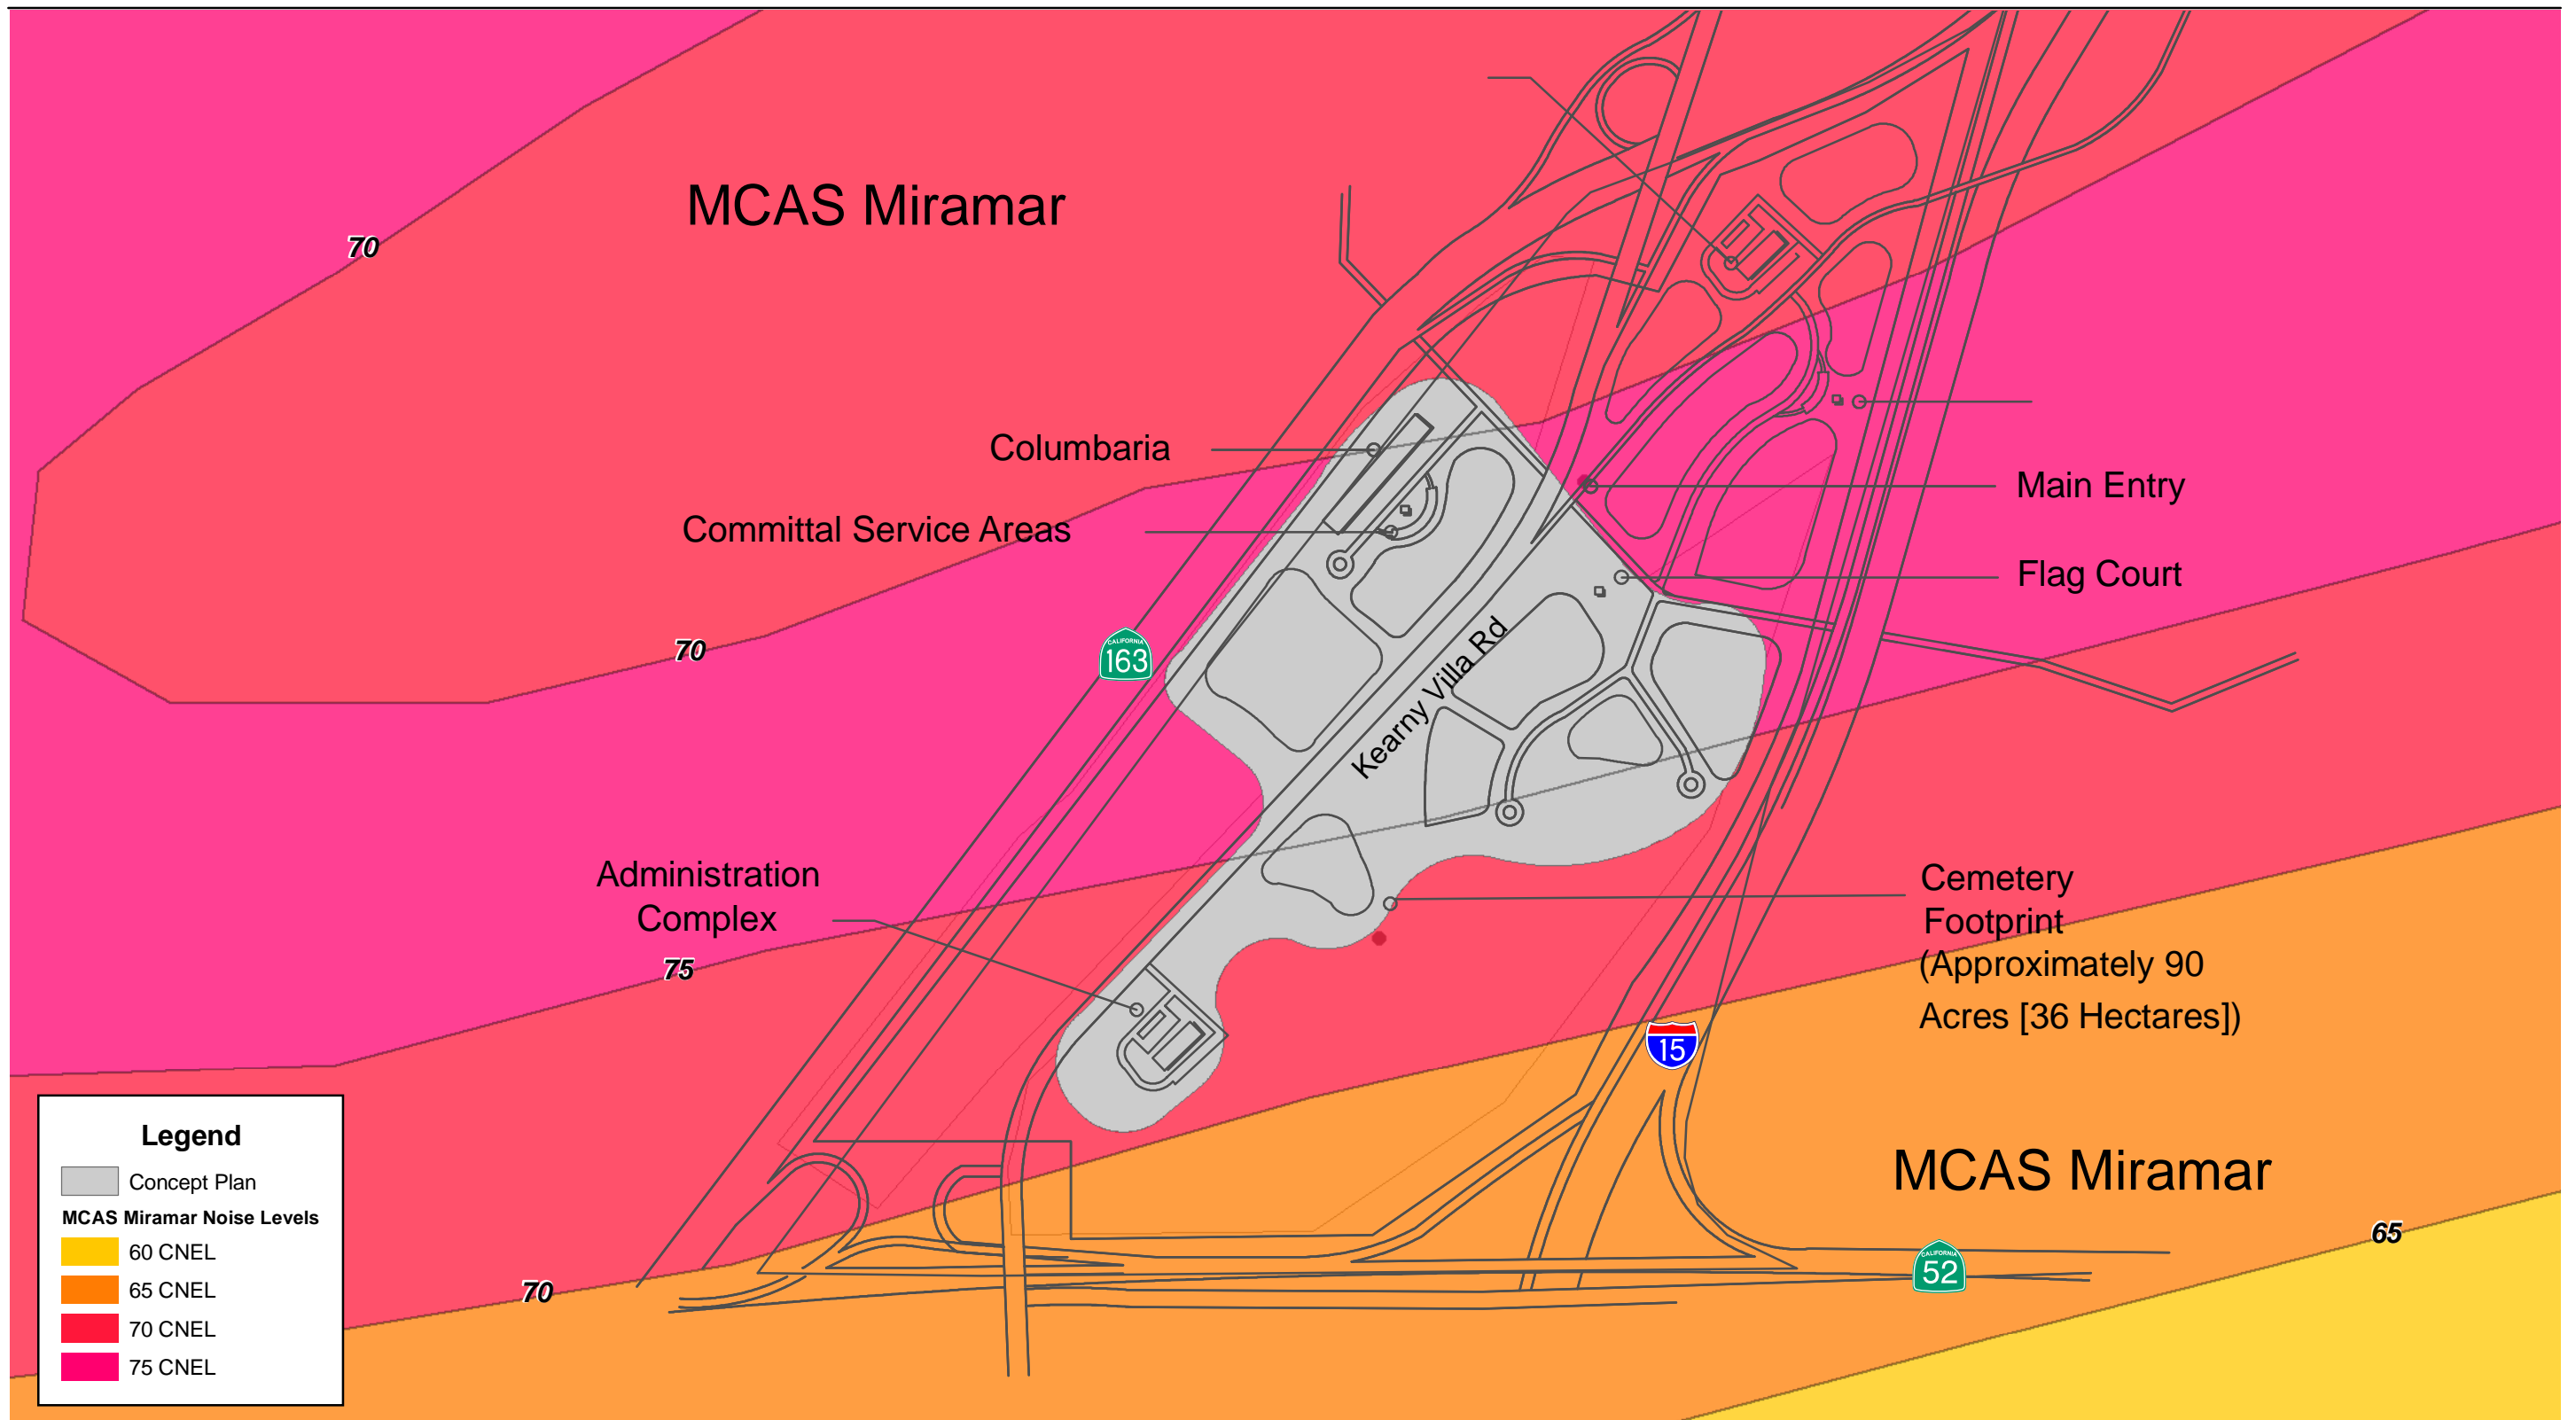 MCAS Miramar
70
Columbaria
Main Entry
Committal Service Areas
Flag Court
70
CALIFORNIA
163
Kearny Villa Rd
Administration
Complex
75
Cemetery
Footprint
(Approximately 90
Acres [36 Hectares])
15
MCAS Miramar
65
CALIFORNIA
52
70
Legend
Concept Plan
MCAS Miramar Noise Levels
60 CNEL
65 CNEL
70 CNEL
75 CNEL